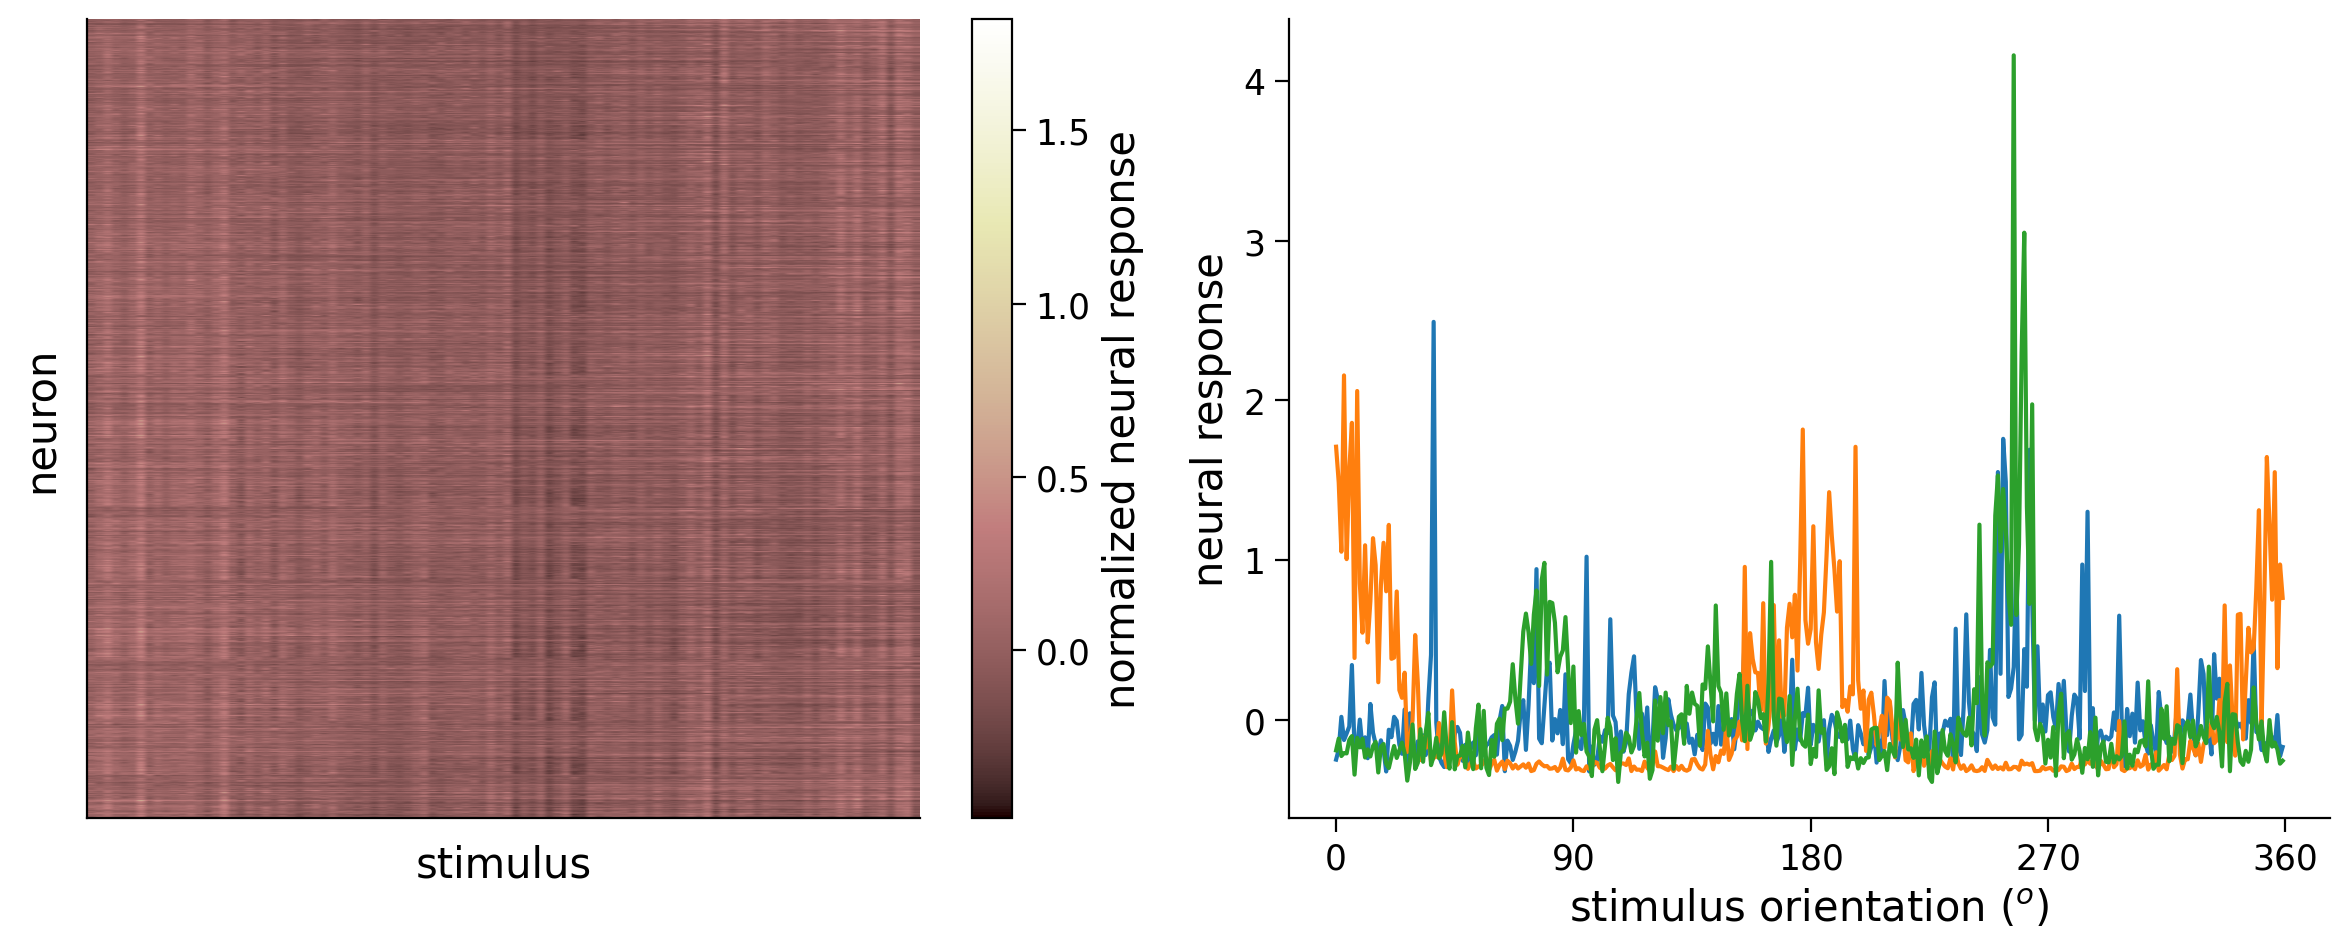 neuron
stimulus
1.5
1.0
0.5
0.0
normalized neural response
neural response
4
3
2
1
0
0 90 180 270 360
stimulus orientation (º)